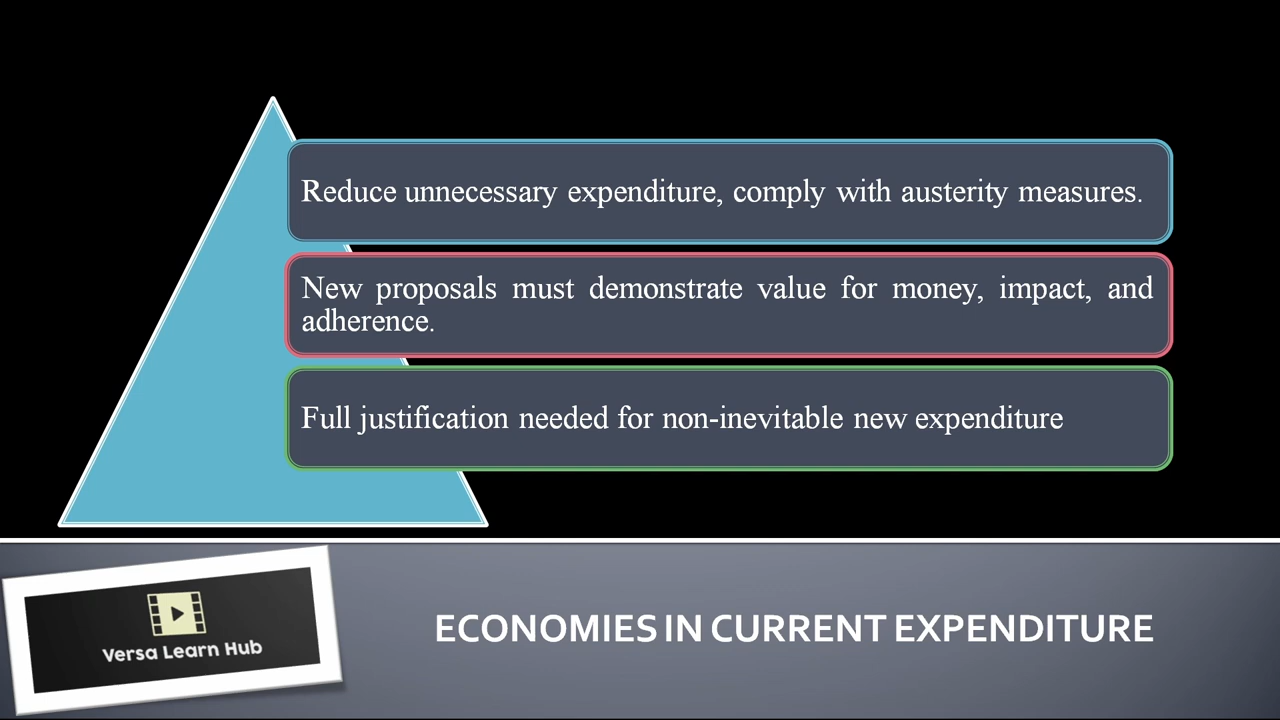 Reduce unnecessary expenditure, comply with austerity measures.
New proposals must demonstrate value for money, impact, and
adherence.
Full justification needed for non-inevitable new expenditure
Versa Learn Hub
ECONOMIES IN CURRENT EXPENDITURE